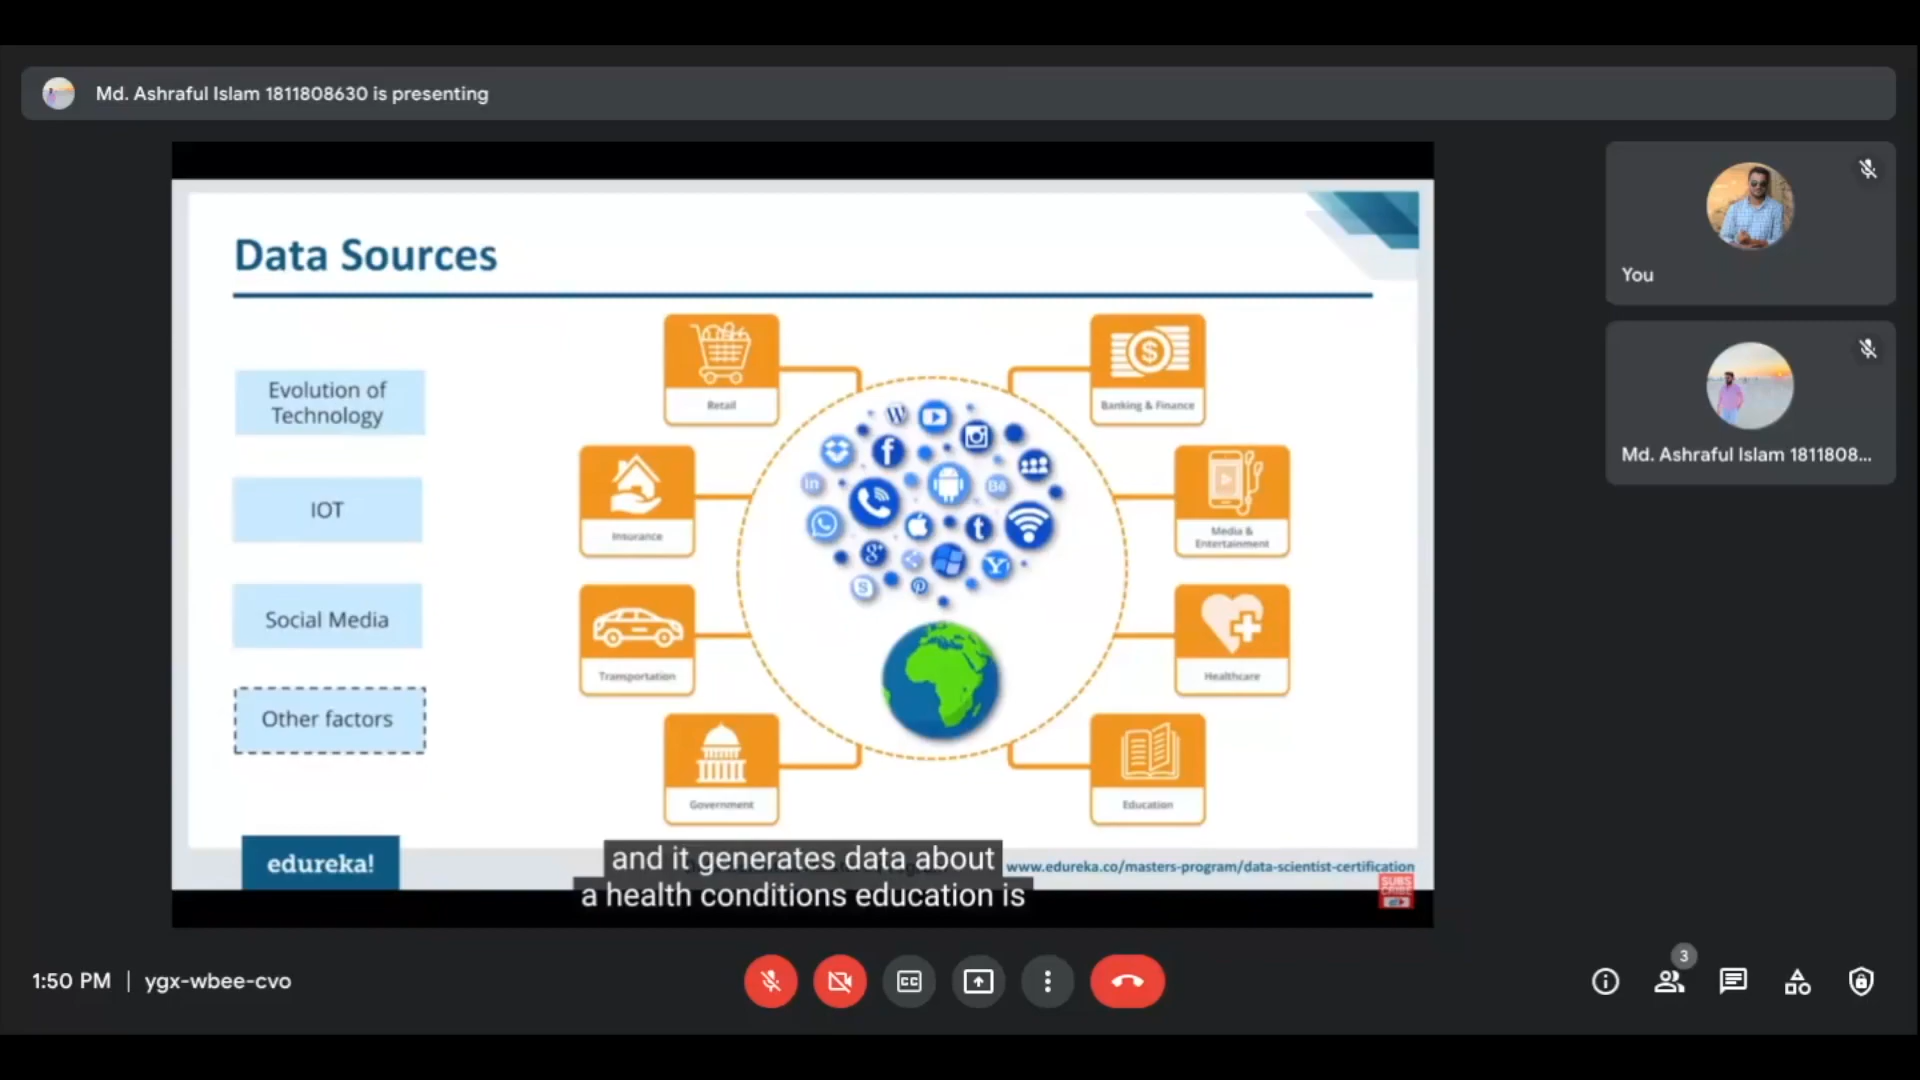 Md. Ashraful Islam 1811808630 is presenting
Data Sources
Evolution of
Technology
IOT
Social Media
Other factors
Retail
Insurance
Transportation
Government
Banking & Finance
Media &
Entertainment
Healthcare
Education
edureka!
and it generates data about
a health conditions education is
www.edureka.co/masters-program/data-scientist-certification
You
Md. Ashraful Islam 1811808...
1:50 PM | ygx-wbee-cvo
3